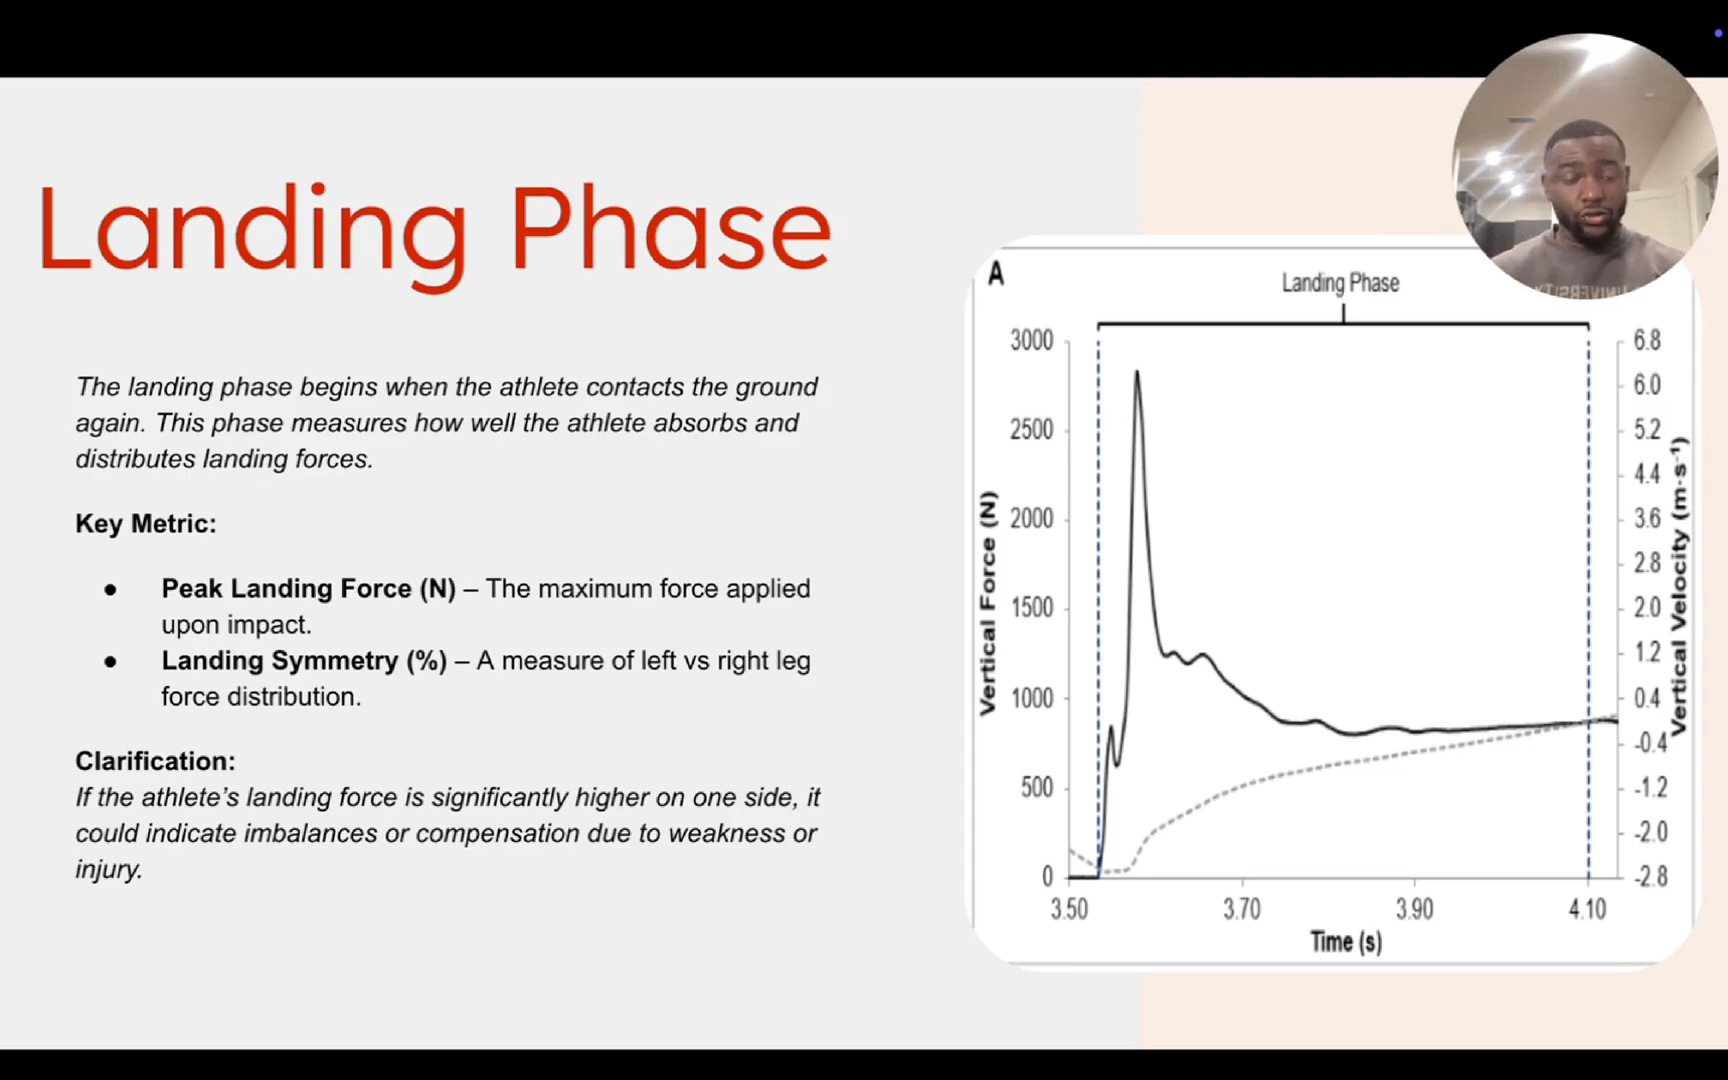 Landing Phase
The landing phase begins when the athlete contacts the ground
again. This phase measures how well the athlete absorbs and
distributes landing forces.
Key Metric:
● Peak Landing Force (N) – The maximum force applied
upon impact.
● Landing Symmetry (%) – A measure of left vs right leg
force distribution.
Clarification:
If the athlete’s landing force is significantly higher on one side, it
could indicate imbalances or compensation due to weakness or
injury.
A
Landing Phase
Vertical Force (N)
3000
2500
2000
1500
1000
500
0
6.8
6.0
5.2
4.4
3.6
2.8
2.0
1.2
0.4
-0.4
-1.2
-2.0
-2.8
Vertical Velocity (m·s⁻¹)
3.50 3.70 3.90 4.10
Time (s)
UNIVERSITY